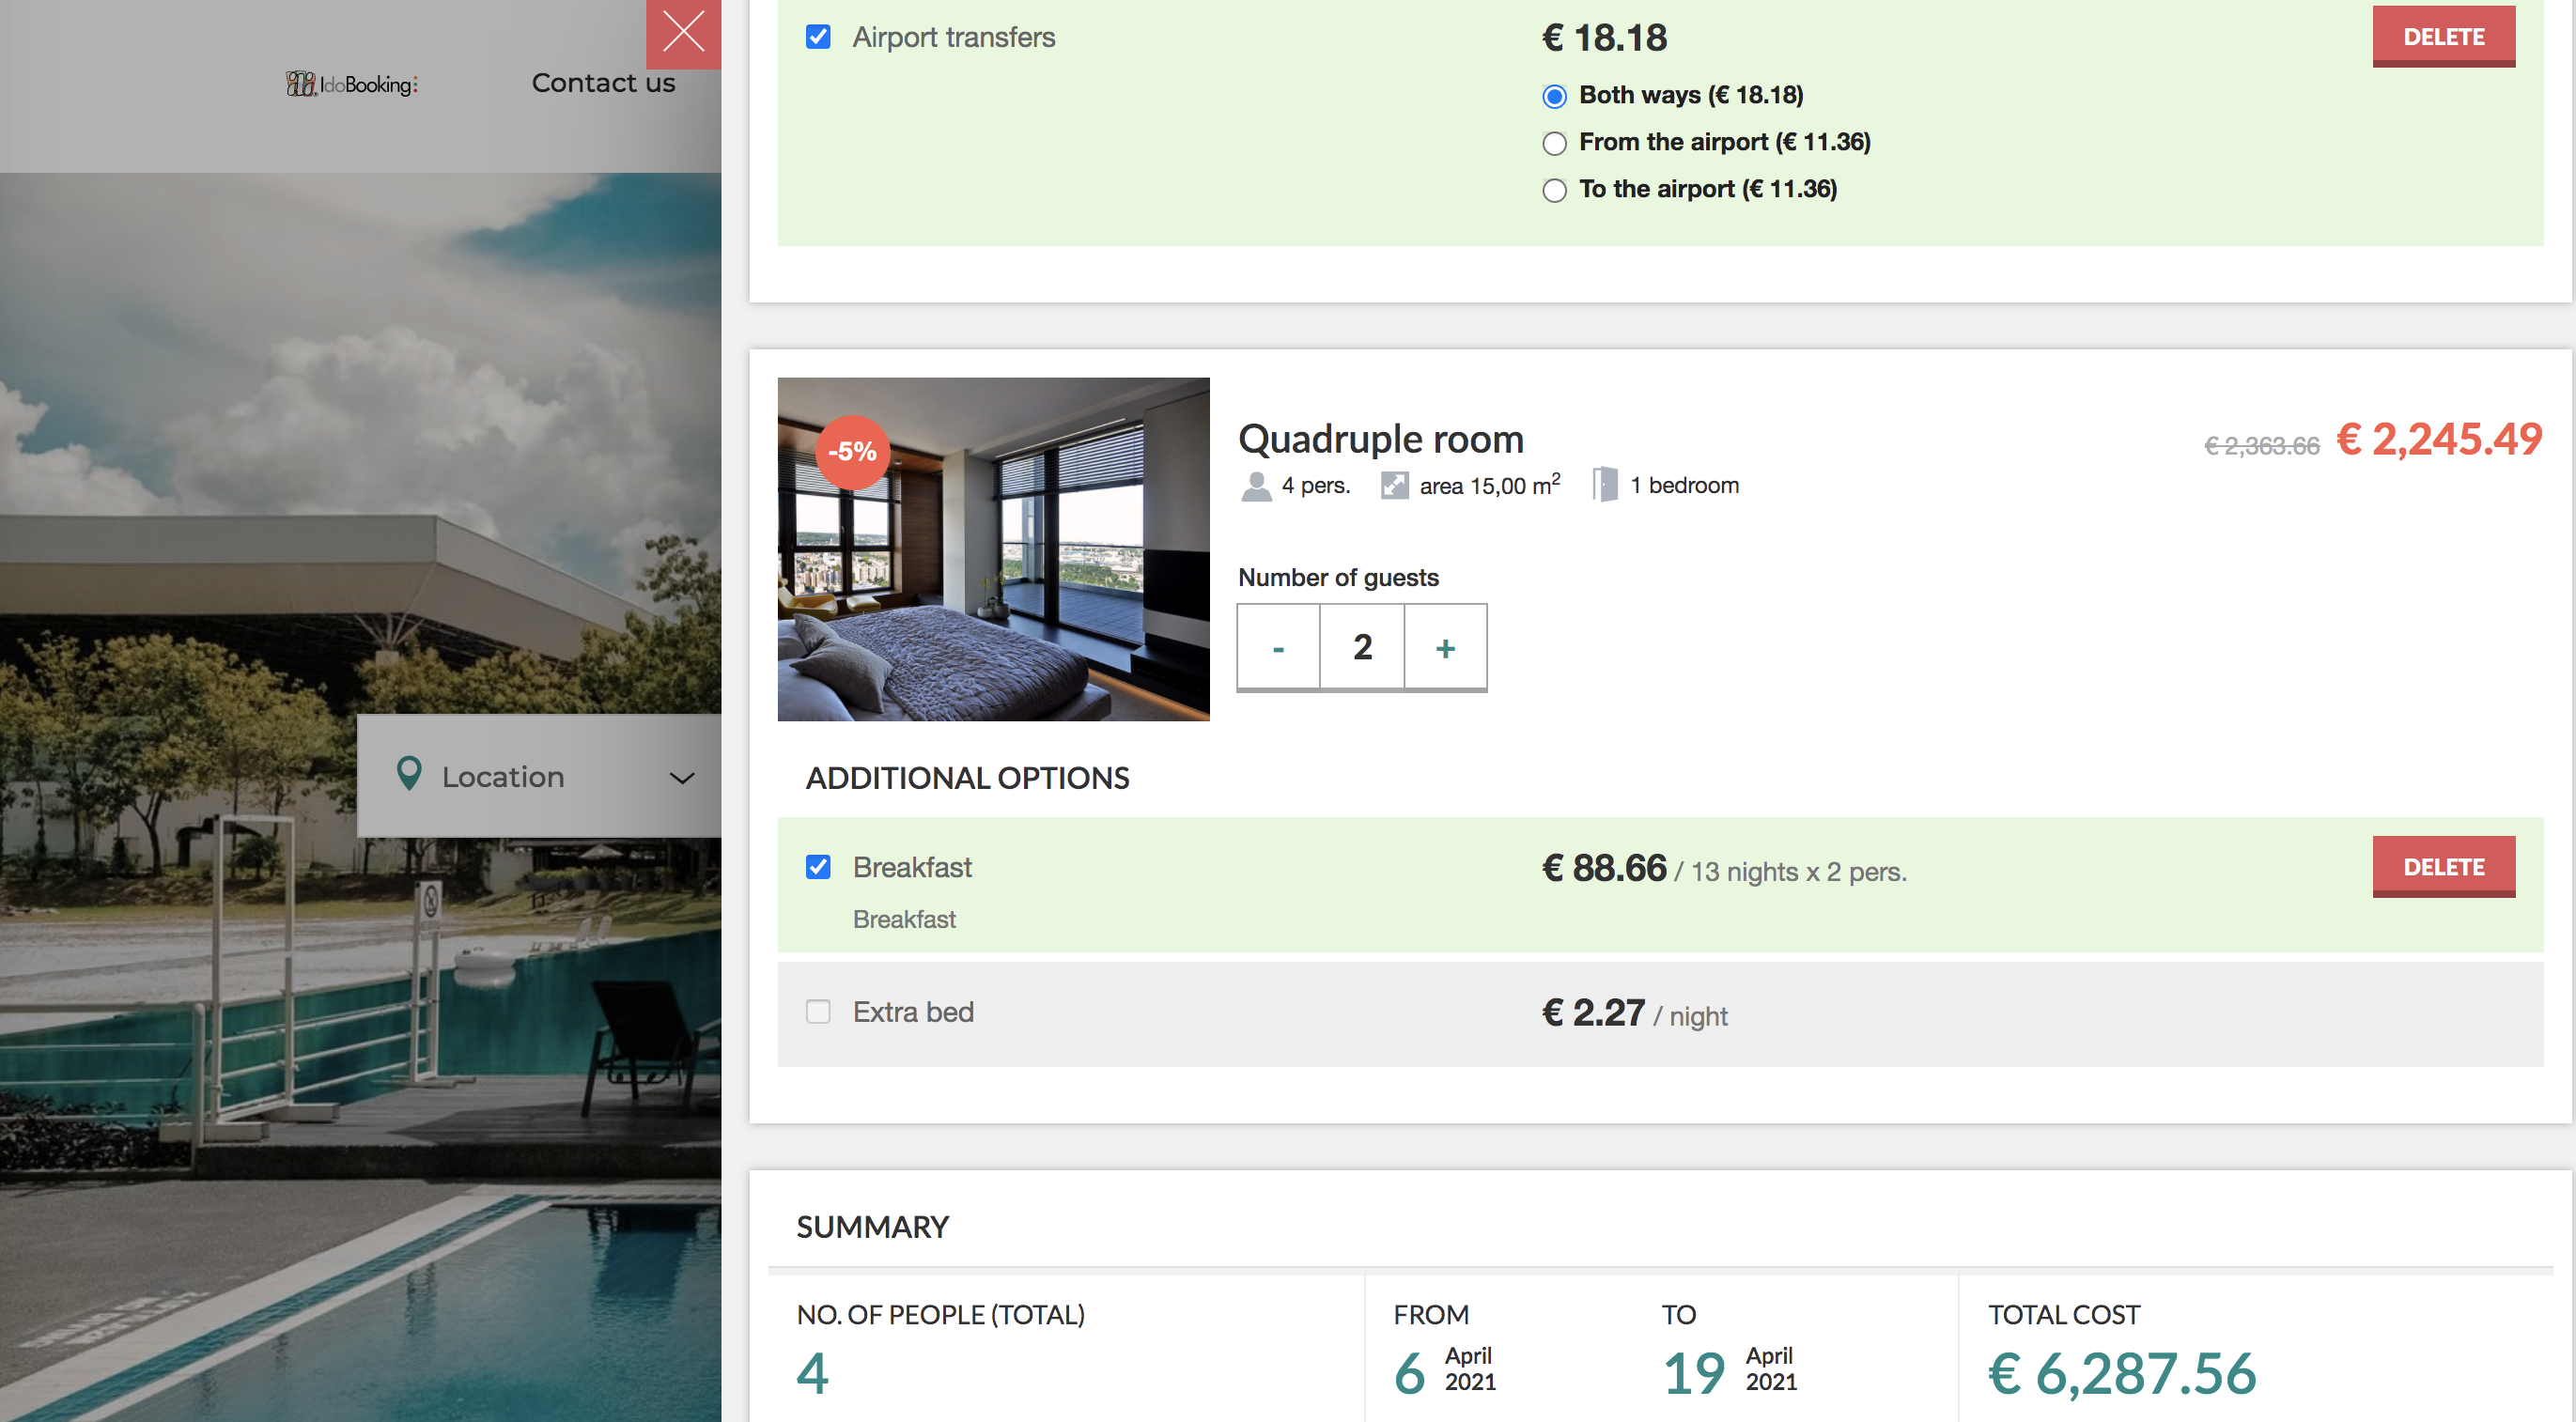 IdoBooking:
Contact us
Location
Airport transfers
€ 18.18
DELETE
Both ways (€ 18.18)
From the airport (€ 11.36)
To the airport (€ 11.36)
-5%
Quadruple room
€ 2,363.66 € 2,245.49
4 pers. area 15,00 m²  1 bedroom
Number of guests
- 2 +
ADDITIONAL OPTIONS
Breakfast
€ 88.66 / 13 nights x 2 pers.
DELETE
Breakfast
Extra bed
€ 2.27 / night
SUMMARY
NO. OF PEOPLE (TOTAL)
4
FROM
6 April 2021
TO
19 April 2021
TOTAL COST
€ 6,287.56